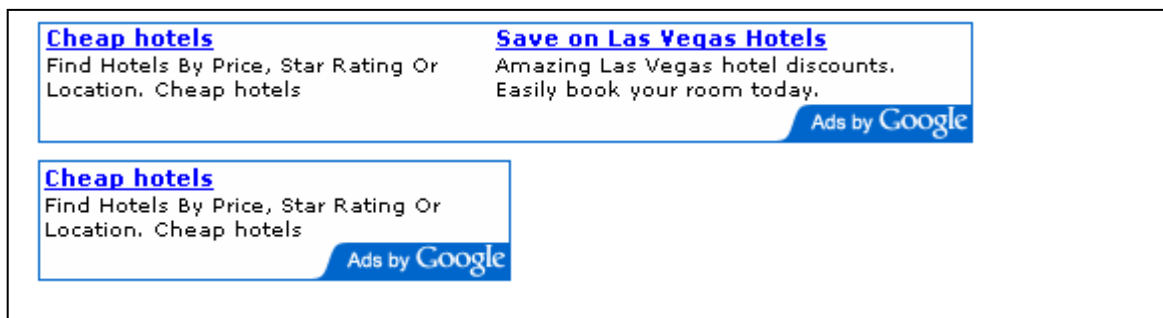 Cheap hotels
Find Hotels By Price, Star Rating Or
Location. Cheap hotels
Save on Las Vegas Hotels
Amazing Las Vegas hotel discounts.
Easily book your room today.
Ads by Google
Cheap hotels
Find Hotels By Price, Star Rating Or
Location. Cheap hotels
Ads by Google